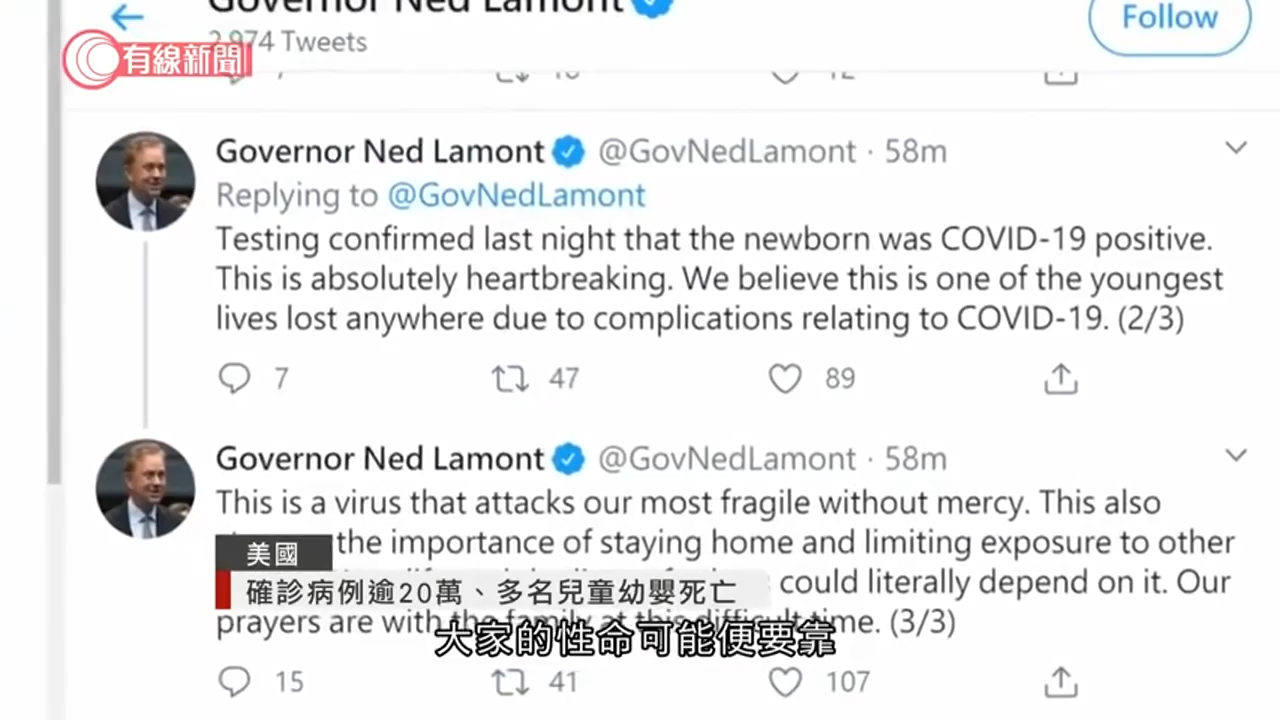 Governor Ned Lamont
2,974 Tweets
Follow
有線新聞
Governor Ned Lamont @GovNedLamont · 58m
Replying to @GovNedLamont
Testing confirmed last night that the newborn was COVID-19 positive.
This is absolutely heartbreaking. We believe this is one of the youngest
lives lost anywhere due to complications relating to COVID-19. (2/3)
7 47 89
Governor Ned Lamont @GovNedLamont · 58m
This is a virus that attacks our most fragile without mercy. This also
the importance of staying home and limiting exposure to other
could literally depend on it. Our
prayers are with the family at this difficult time. (3/3)
美國
確診病例逾20萬、多名兒童幼嬰死亡
大家的性命可能便要靠
15 41 107